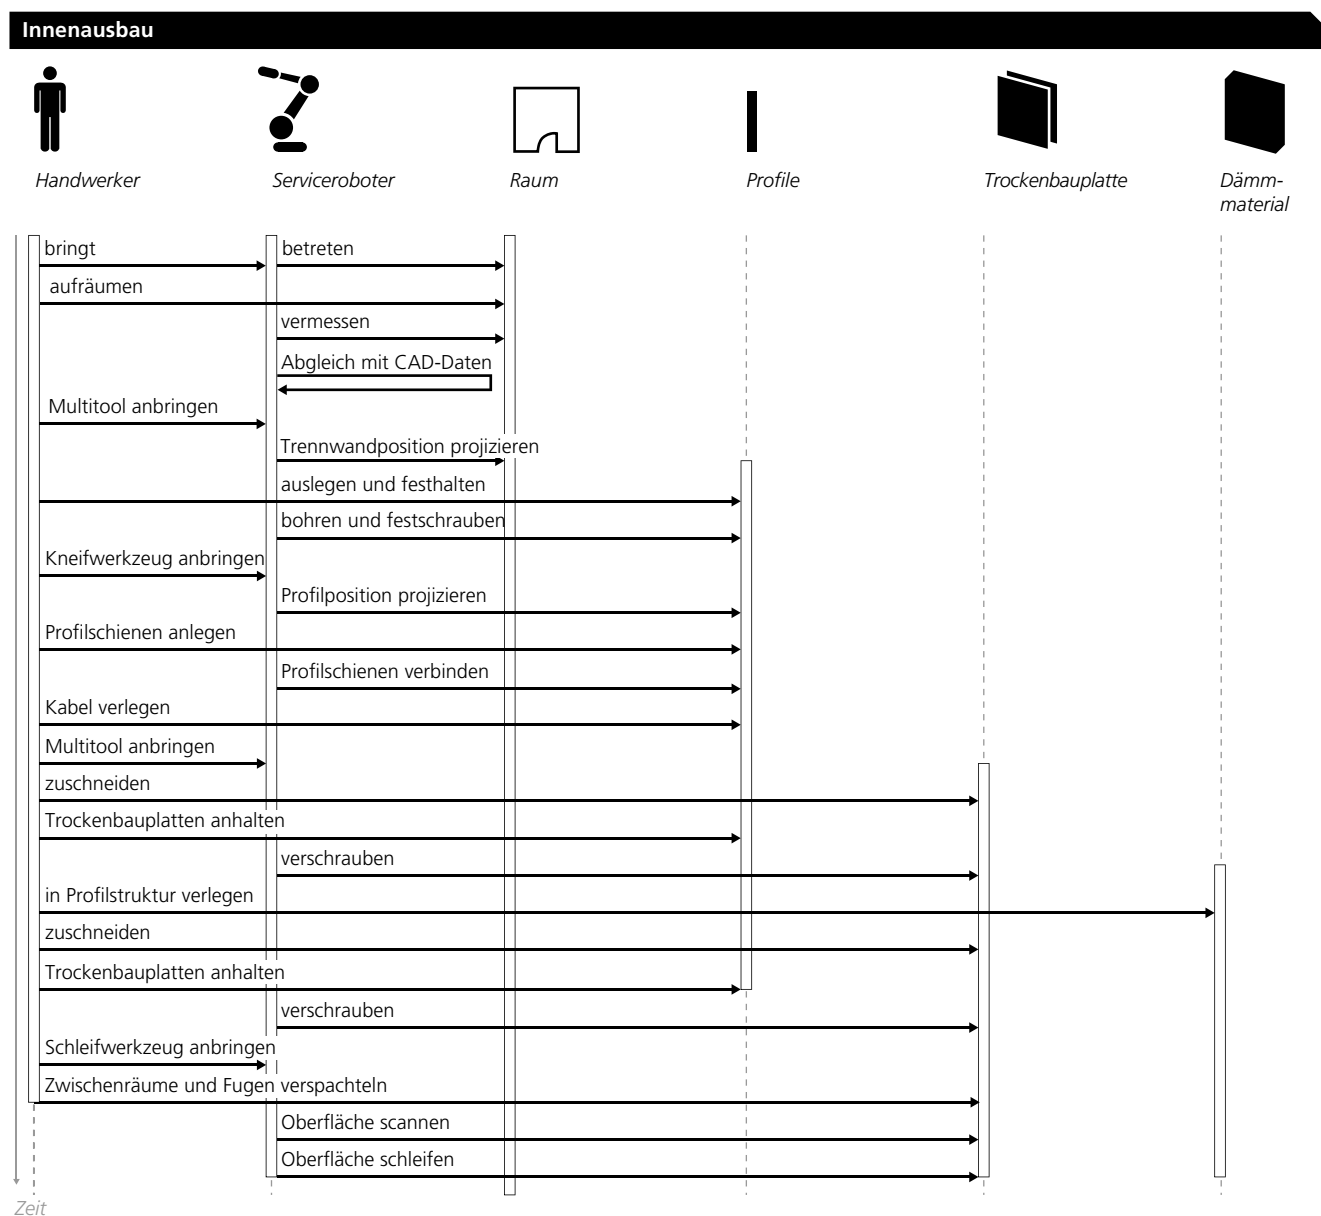 Innenausbau
Handwerker
Serviceroboter
Raum
Profile
Trockenbauplatte
Dämm-
material
bringt
betreten
aufräumen
vermessen
Abgleich mit CAD-Daten
Multitool anbringen
Trennwandposition projizieren
auslegen und festhalten
bohren und festschrauben
Kneifwerkzeug anbringen
Profilposition projizieren
Profilschienen anlegen
Profilschienen verbinden
Kabel verlegen
Multitool anbringen
zuschneiden
Trockenbauplatten anhalten
verschrauben
in Profilstruktur verlegen
zuschneiden
Trockenbauplatten anhalten
verschrauben
Schleifwerkzeug anbringen
Zwischenräume und Fugen verspachteln
Oberfläche scannen
Oberfläche schleifen
Zeit